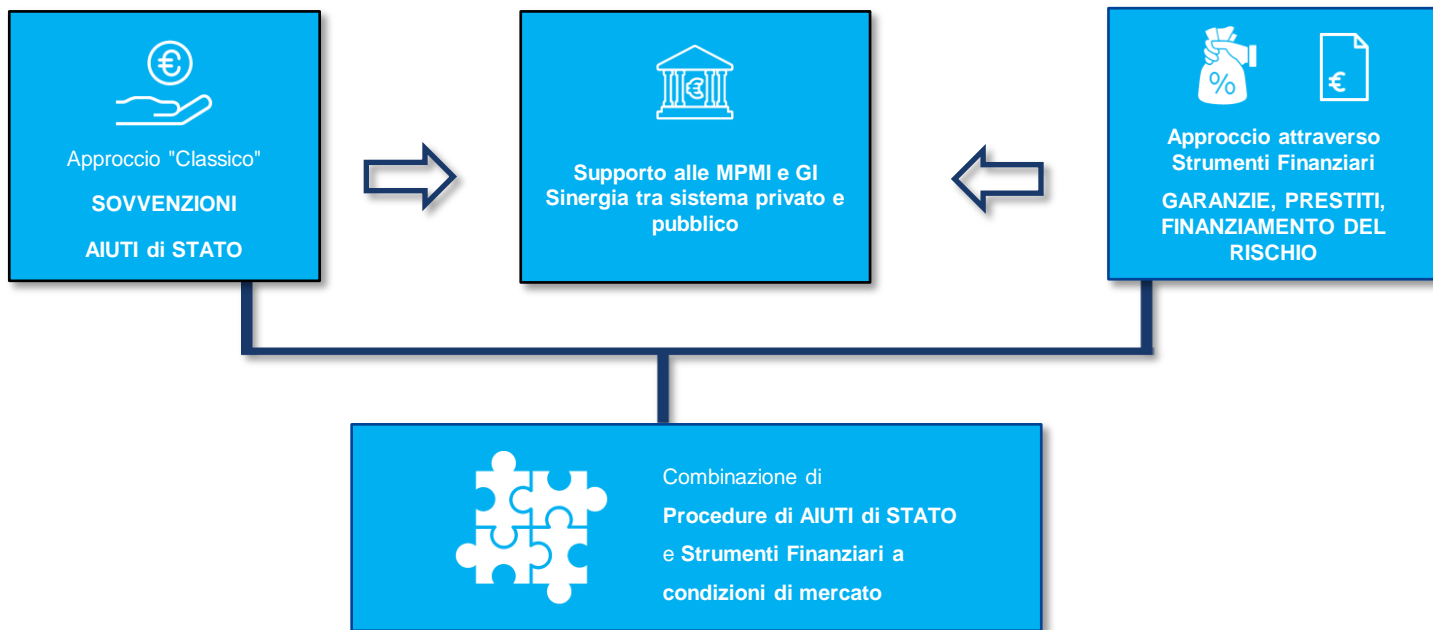 €
Approccio "Classico"
SOVVENZIONI
AIUTI di STATO
€
Supporto alle MPMI e GI
Sinergia tra sistema privato e
pubblico
%
€
Approccio attraverso
Strumenti Finanziari
GARANZIE, PRESTITI,
FINANZIAMENTO DEL
RISCHIO
Combinazione di
Procedure di AIUTI di STATO
e Strumenti Finanziari a
condizioni di mercato